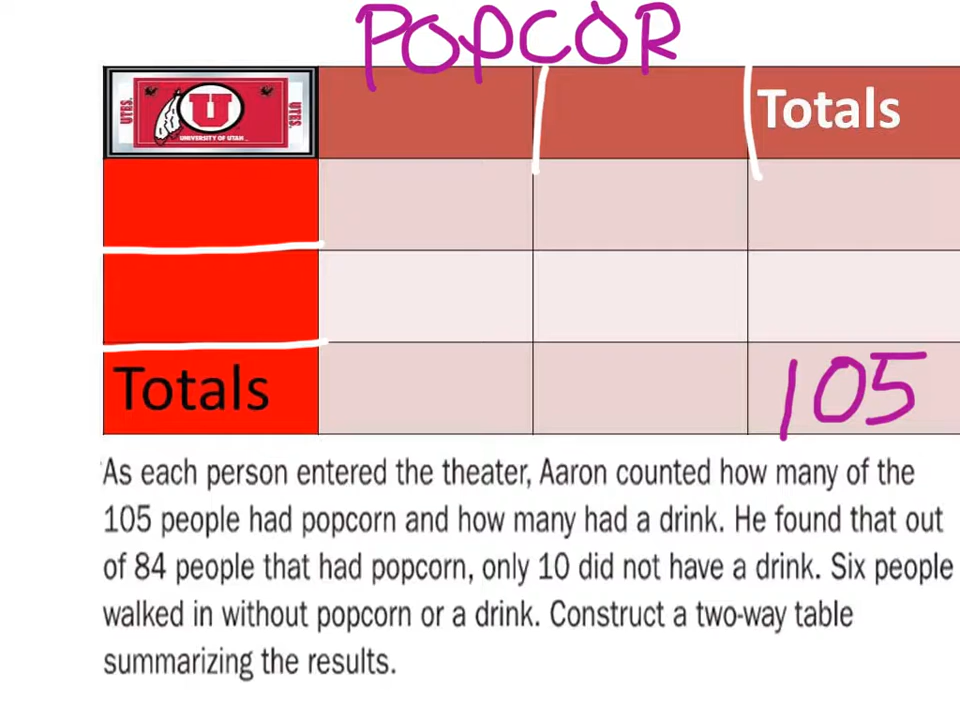 POPCOR
UTES.
UTES.
U
UNIVERSITY OF UTAH
Totals
Totals
105
As each person entered the theater, Aaron counted how many of the
105 people had popcorn and how many had a drink. He found that out
of 84 people that had popcorn, only 10 did not have a drink. Six people
walked in without popcorn or a drink. Construct a two-way table
summarizing the results.